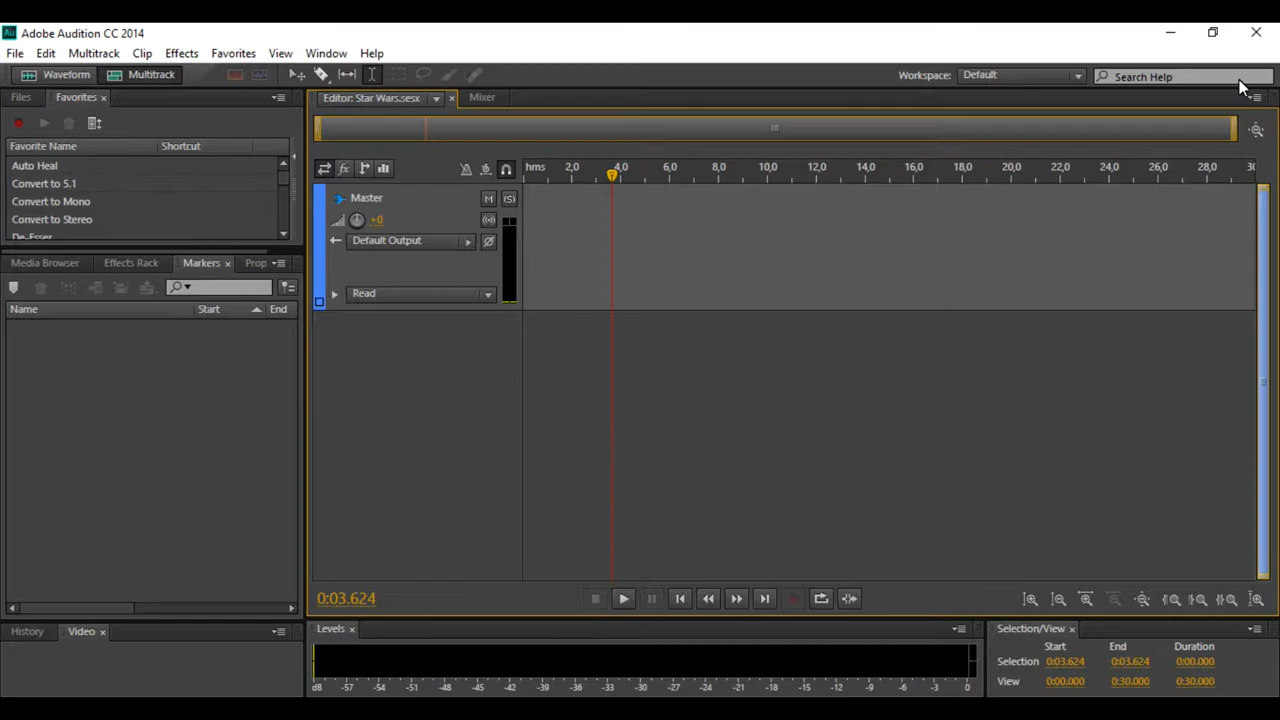 Au Adobe Audition CC 2014
File Edit Multitrack Clip Effects Favorites View Window Help
Waveform Multitrack Workspace: Default Search Help
Files Favorites × Editor: Star Wars.sesx × Mixer
Favorite Name Shortcut
Auto Heal
Convert to 5.1
Convert to Mono
Convert to Stereo
De-Esser
hms 2,0 4,0 6,0 8,0 10,0 12,0 14,0 16,0 18,0 20,0 22,0 24,0 26,0 28,0 30
fx
Master M (S)
+0
Default Output
Read
Media Browser Effects Rack Markers × Prop
Name Start End
0:03.624
History Video ×
Levels ×
dB -57 -54 -51 -48 -45 -42 -39 -36 -33 -30 -27 -24 -21 -18 -15 -12 -9 -6 -3 0
Selection/View ×
Start End Duration
Selection 0:03.624 0:03.624 0:00.000
View 0:00.000 0:30.000 0:30.000